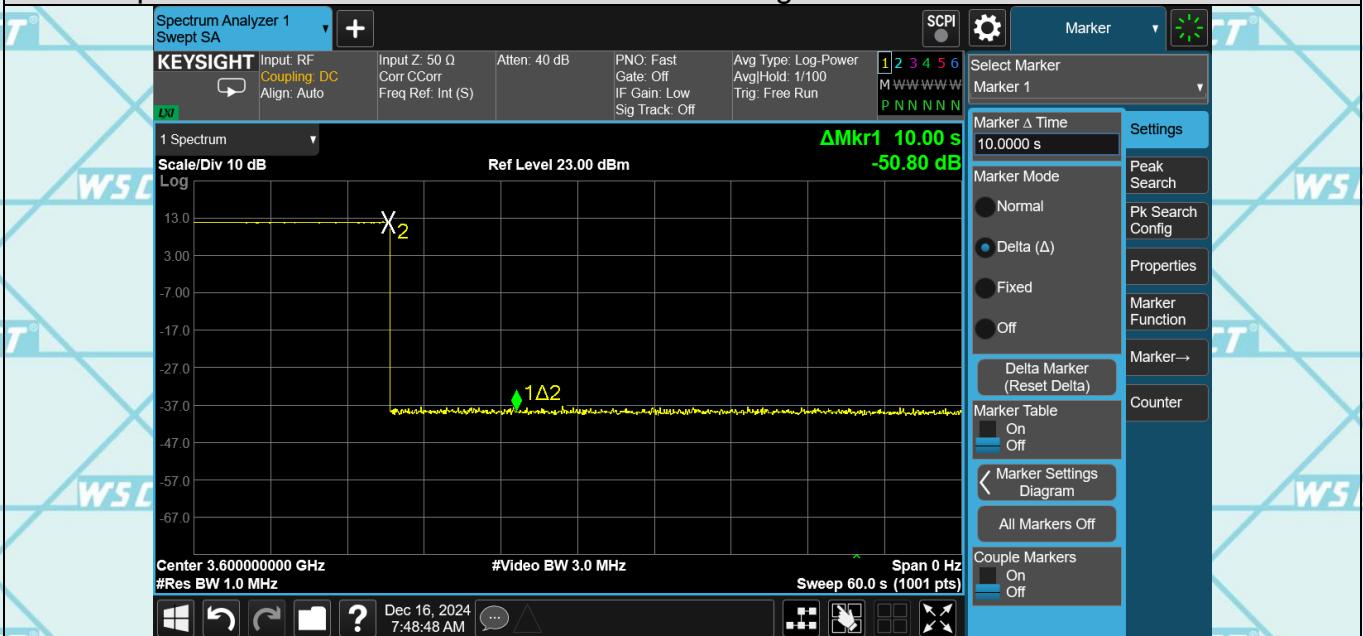 Spectrum Analyzer 1
Swept SA
+
SCPI
Marker
KEYSIGHT
LXI
Input: RF
Coupling: DC
Align: Auto
Input Z: 50 Ω
Corr CCorr
Freq Ref: Int (S)
Atten: 40 dB
PNO: Fast
Gate: Off
IF Gain: Low
Sig Track: Off
Avg Type: Log-Power
Avg|Hold: 1/100
Trig: Free Run
1 2 3 4 5 6
M W W W W W
P N N N N N
Select Marker
Marker 1
1 Spectrum
Scale/Div 10 dB
Log
Ref Level 23.00 dBm
ΔMkr1 10.00 s
-50.80 dB
13.0
3.00
-7.00
-17.0
-27.0
-37.0
-47.0
-57.0
-67.0
X2
1Δ2
Center 3.600000000 GHz
#Res BW 1.0 MHz
#Video BW 3.0 MHz
Span 0 Hz
Sweep 60.0 s (1001 pts)
Marker Δ Time
10.0000 s
Marker Mode
Normal
Delta (Δ)
Fixed
Off
Delta Marker
(Reset Delta)
Marker Table
On
Off
Marker Settings
Diagram
All Markers Off
Couple Markers
On
Off
Settings
Peak
Search
Pk Search
Config
Properties
Marker
Function
Marker→
Counter
?
Dec 16, 2024
7:48:48 AM